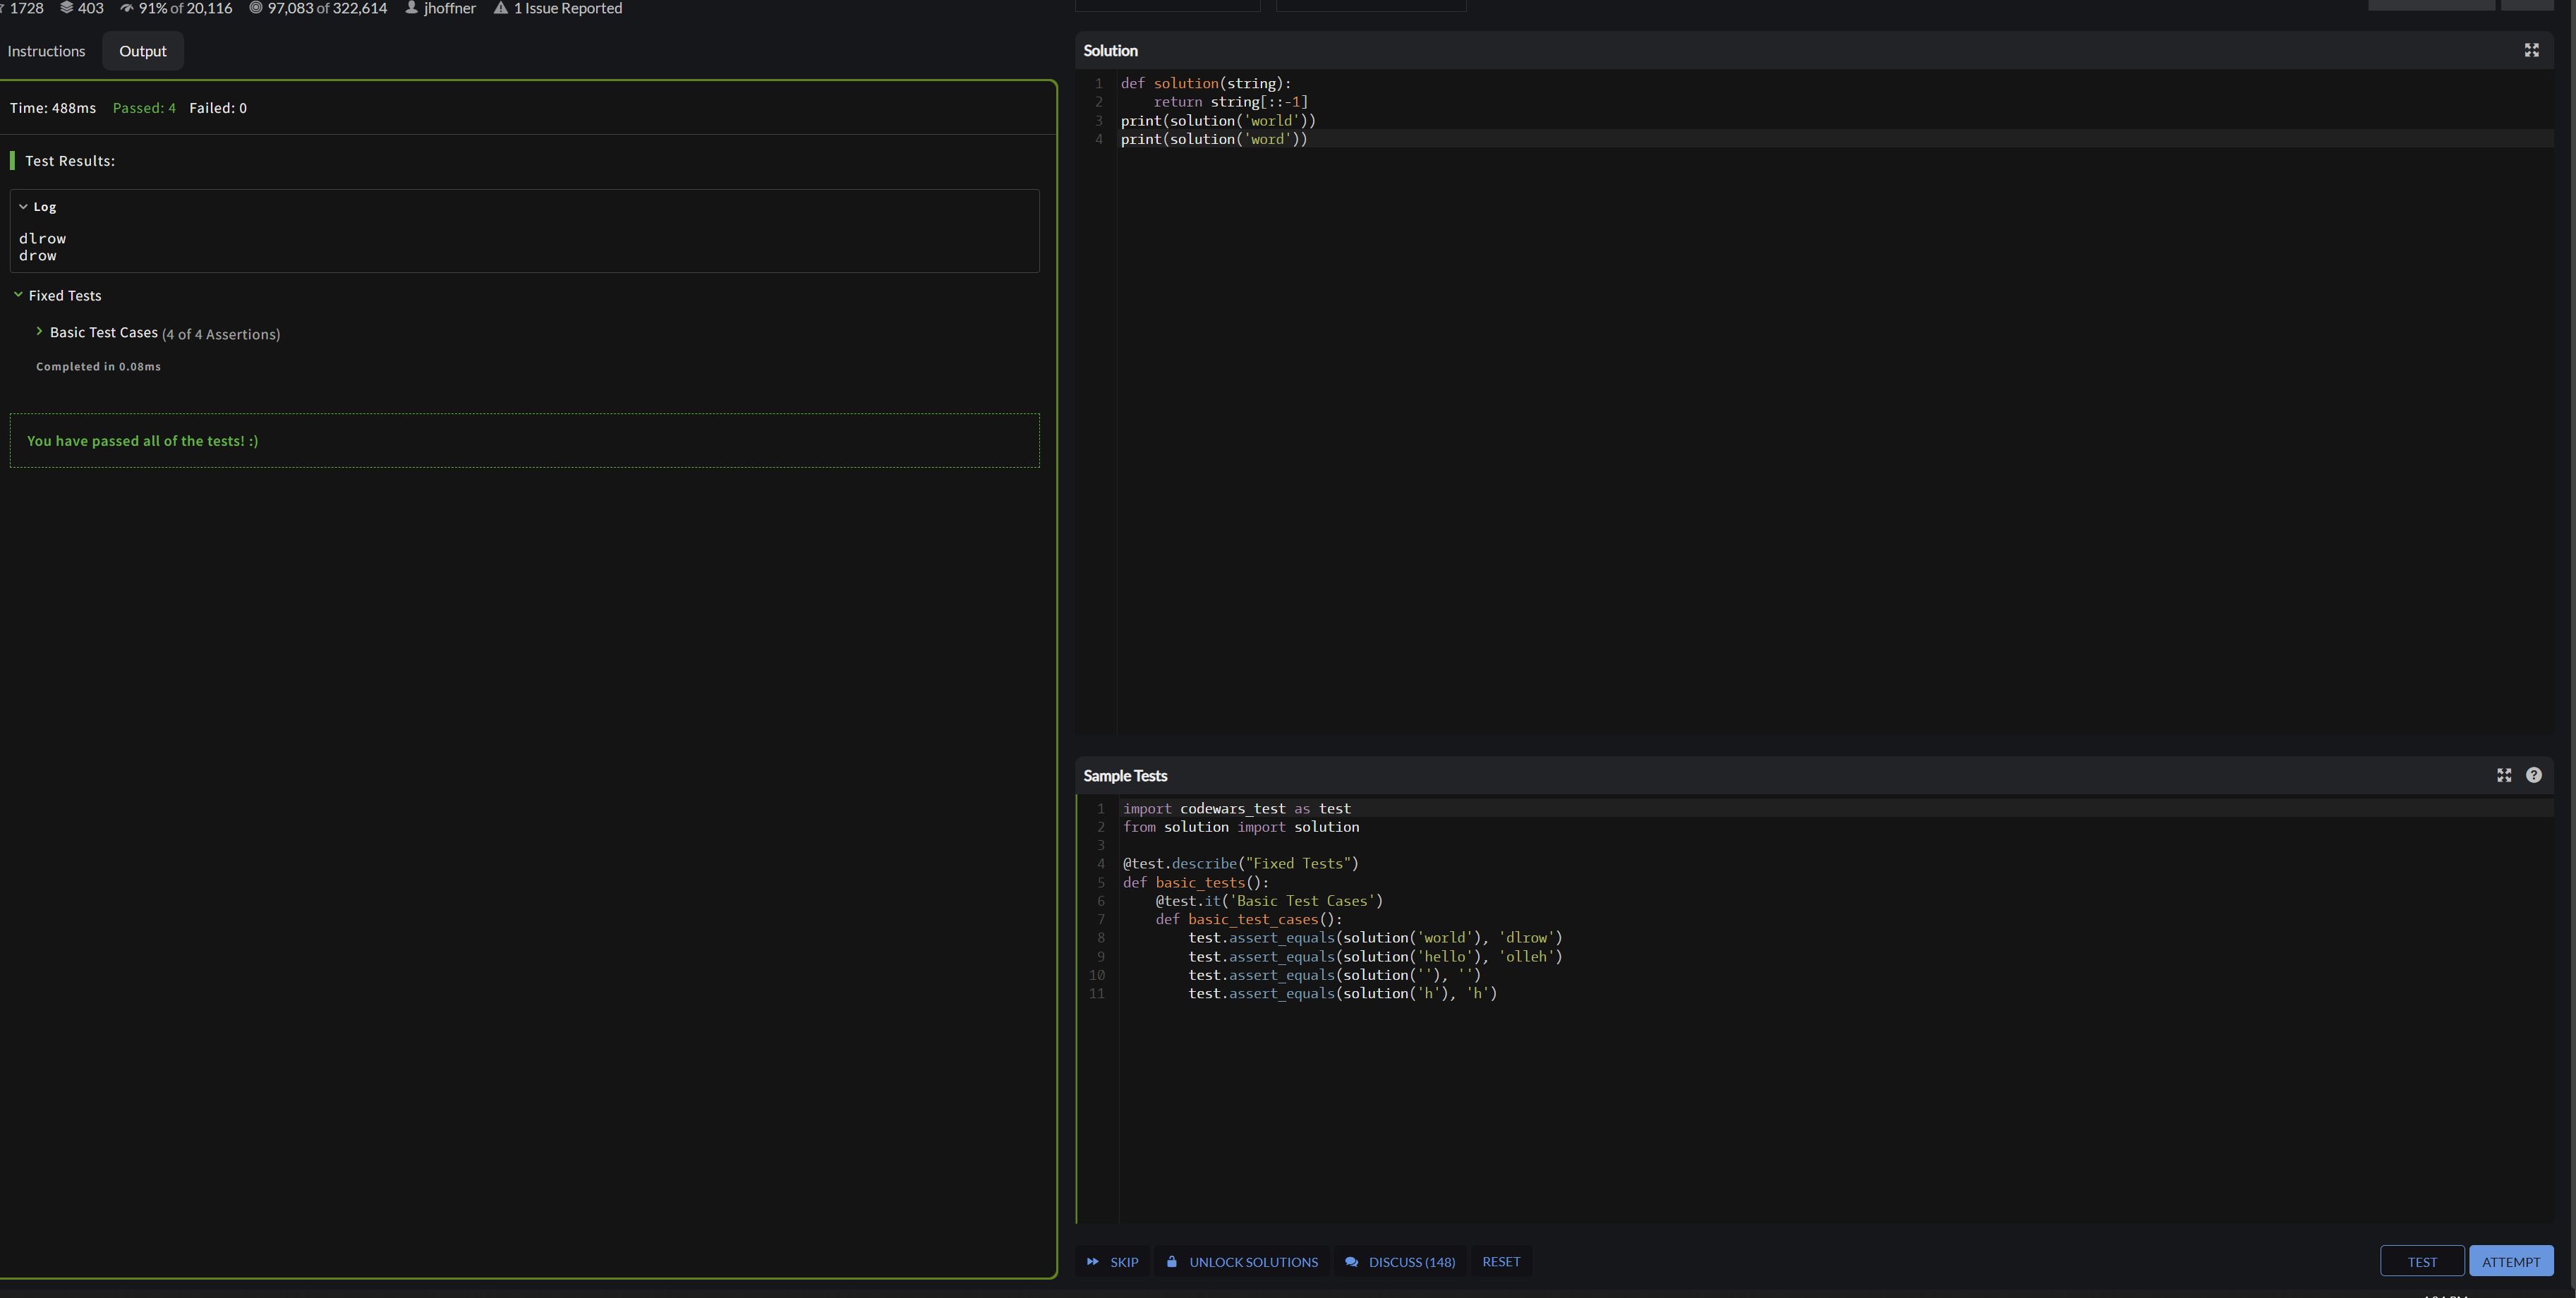 1728 403 91% of 20,116 97,083 of 322,614 jhoffner 1 Issue Reported
Instructions Output
Time: 488ms Passed: 4 Failed: 0
Test Results:
Log
dlrow
drow
Fixed Tests
Basic Test Cases (4 of 4 Assertions)
Completed in 0.08ms
You have passed all of the tests! :)
Solution
1 def solution(string):
2     return string[::-1]
3 print(solution('world'))
4 print(solution('word'))
Sample Tests
1 import codewars_test as test
2 from solution import solution
3
4 @test.describe("Fixed Tests")
5 def basic_tests():
6     @test.it('Basic Test Cases')
7     def basic_test_cases():
8         test.assert_equals(solution('world'), 'dlrow')
9         test.assert_equals(solution('hello'), 'olleh')
10         test.assert_equals(solution(''), '')
11         test.assert_equals(solution('h'), 'h')
SKIP UNLOCK SOLUTIONS DISCUSS (148) RESET TEST ATTEMPT